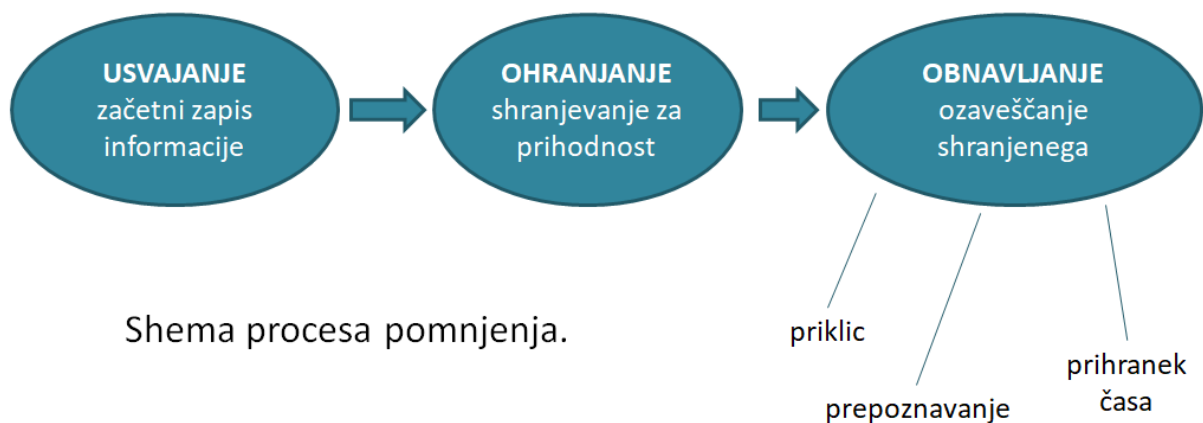 USVAJANJE
začetni zapis
informacije
OHRANJANJE
shranjevanje za
prihodnost
OBNAVLJANJE
ozaveščanje
shranjenega
Shema procesa pomnjenja.
priklic
prepoznavanje
prihranek
časa